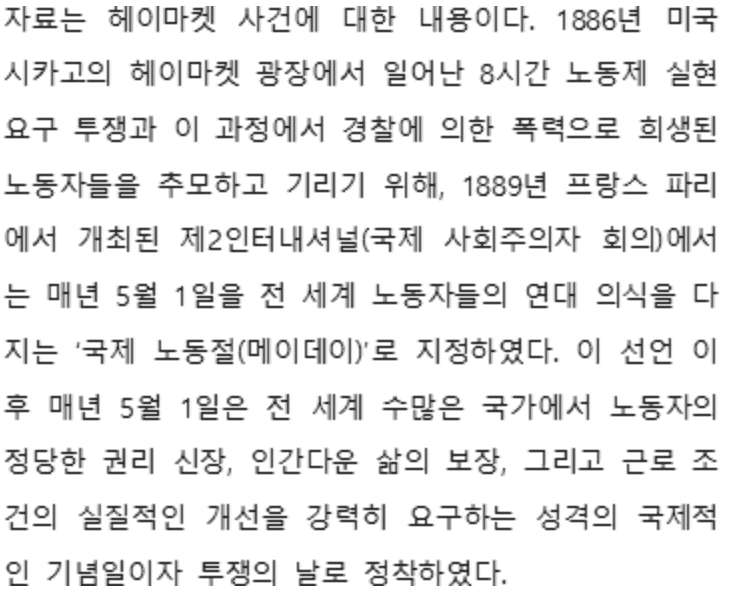 자료는 헤이마켓 사건에 대한 내용이다. 1886년 미국
시카고의 헤이마켓 광장에서 일어난 8시간 노동제 실현
요구 투쟁과 이 과정에서 경찰에 의한 폭력으로 희생된
노동자들을 추모하고 기리기 위해, 1889년 프랑스 파리
에서 개최된 제2인터내셔널(국제 사회주의자 회의)에서
는 매년 5월 1일을 전 세계 노동자들의 연대 의식을 다
지는 ‘국제 노동절(메이데이)’로 지정하였다. 이 선언 이
후 매년 5월 1일은 전 세계 수많은 국가에서 노동자의
정당한 권리 신장, 인간다운 삶의 보장, 그리고 근로 조
건의 실질적인 개선을 강력히 요구하는 성격의 국제적
인 기념일이자 투쟁의 날로 정착하였다.